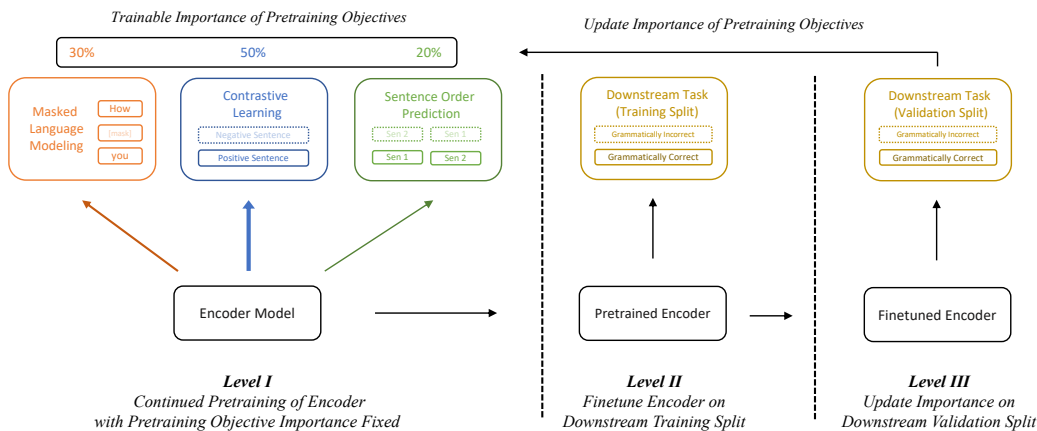 Trainable Importance of Pretraining Objectives
Update Importance of Pretraining Objectives
30%
50%
20%
Masked
Language
Modeling
How
[mask]
you
Contrastive
Learning
Negative Sentence
Positive Sentence
Sentence Order
Prediction
Sen 2
Sen 1
Sen 1
Sen 2
Downstream Task
(Training Split)
Grammatically Incorrect
Grammatically Correct
Downstream Task
(Validation Split)
Grammatically Incorrect
Grammatically Correct
Encoder Model
Pretrained Encoder
Finetuned Encoder
Level I
Continued Pretraining of Encoder
with Pretraining Objective Importance Fixed
Level II
Finetune Encoder on
Downstream Training Split
Level III
Update Importance on
Downstream Validation Split